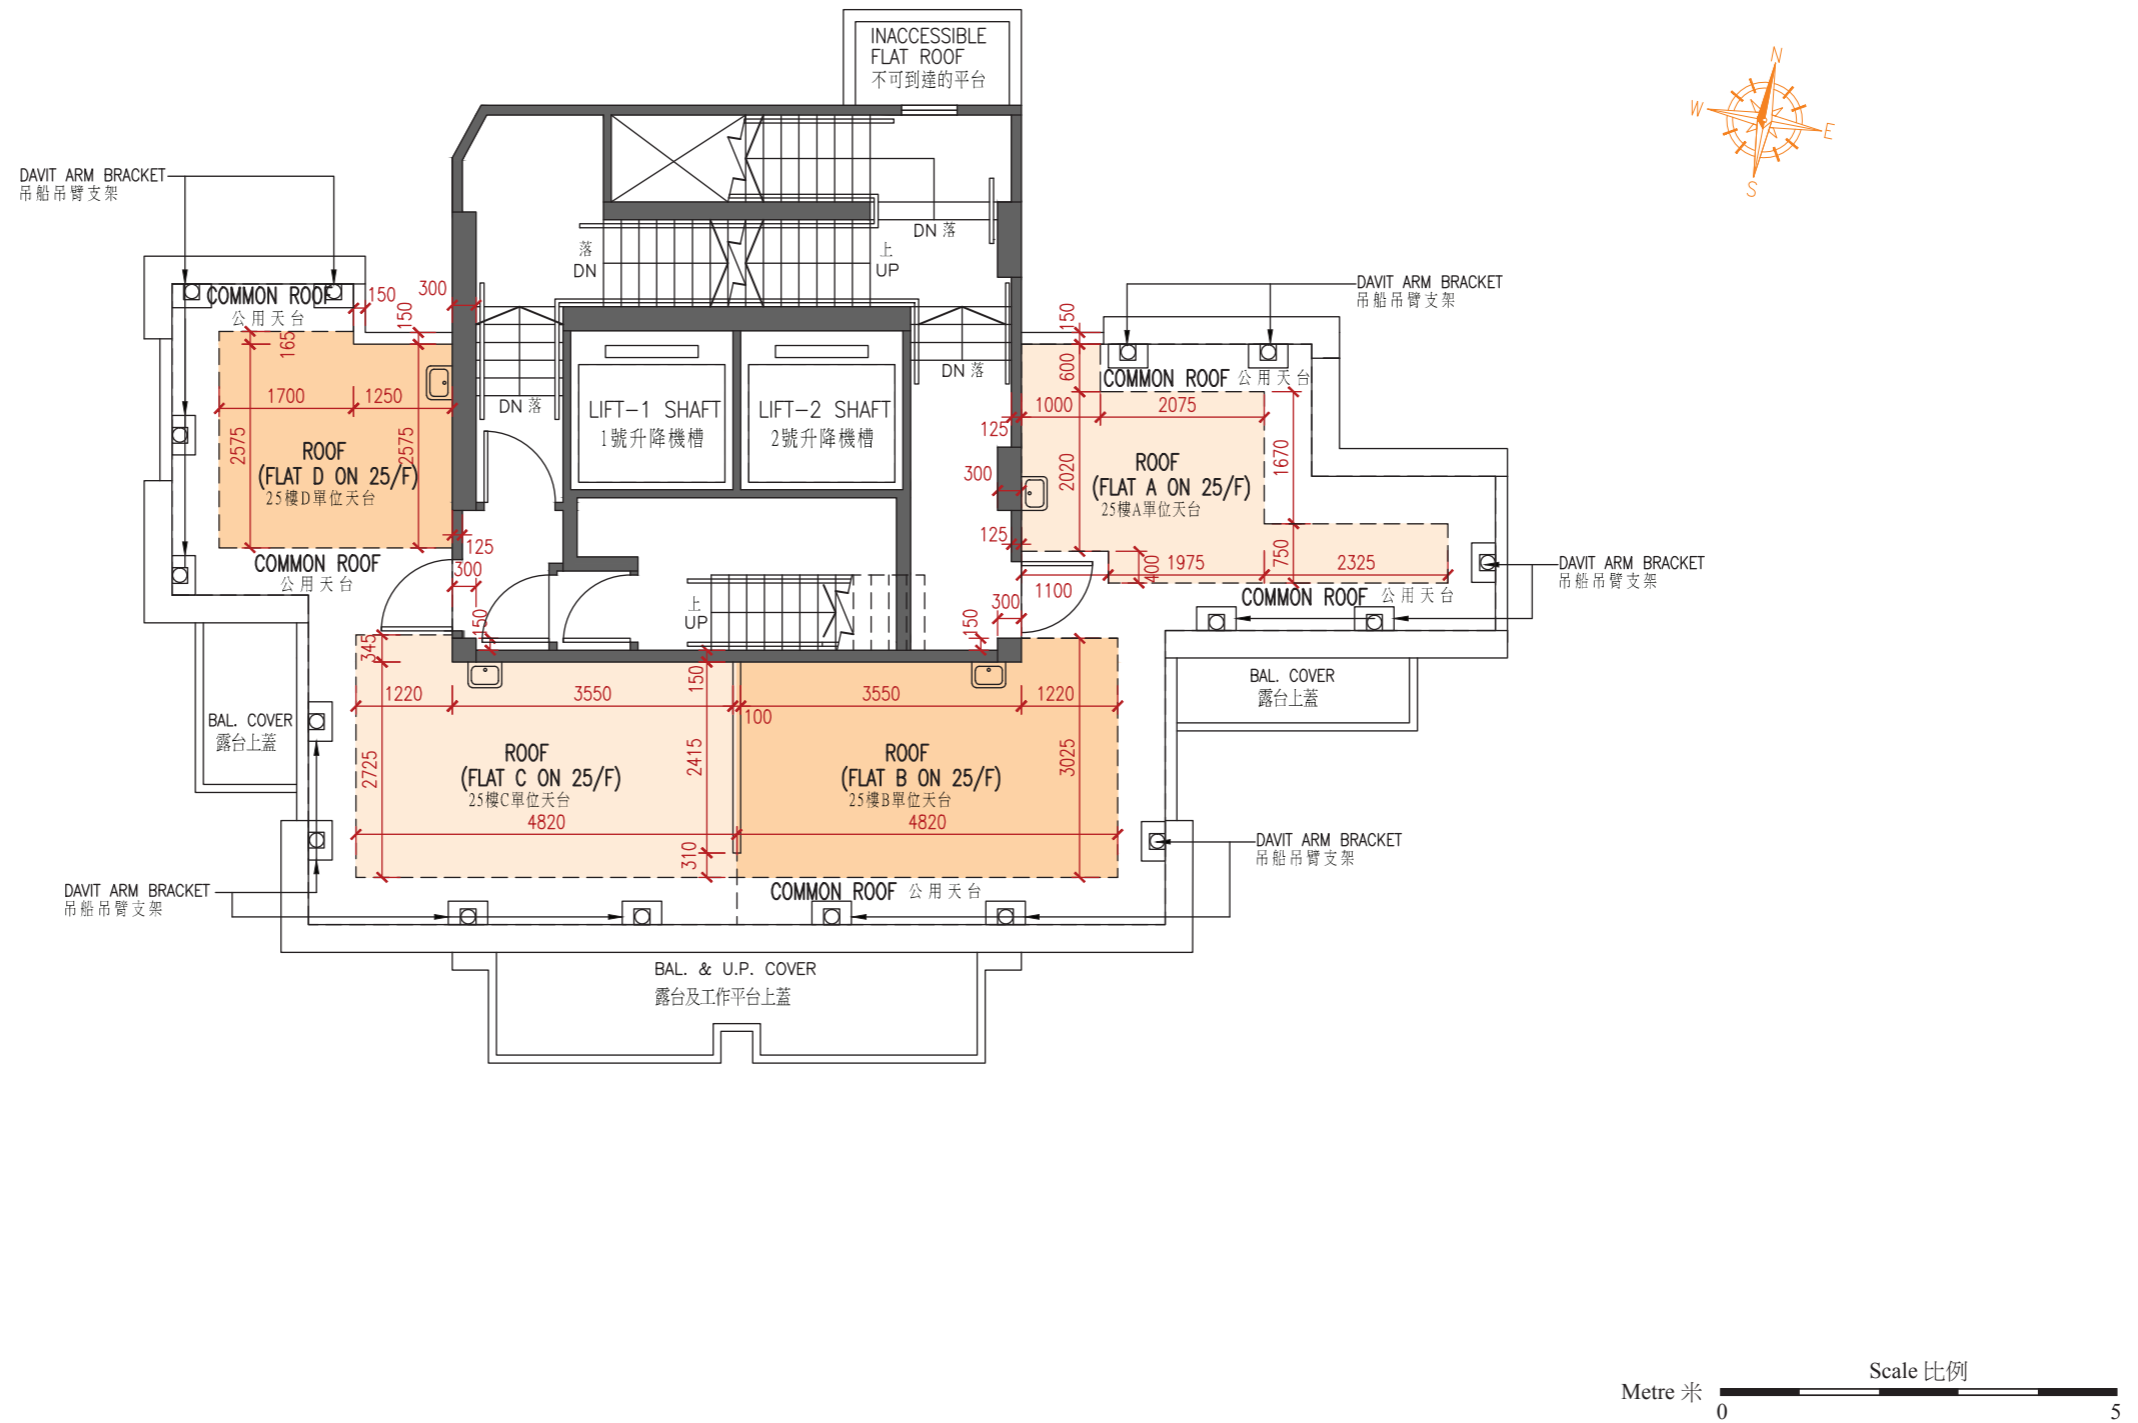 INACCESSIBLE
FLAT ROOF
不可到達的平台
N
W
E
S
DAVIT ARM BRACKET
吊船吊臂支架
DN 落
落
DN
上
UP
DAVIT ARM BRACKET
吊船吊臂支架
COMMON ROOF
公用天台
150
300
150
165
150
600
DN 落
COMMON ROOF 公用天台
1700
1250
DN 落
LIFT-1 SHAFT
1號升降機槽
LIFT-2 SHAFT
2號升降機槽
1000
2075
125
2575
2575
ROOF
(FLAT D ON 25/F)
25樓D單位天台
300
2020
1670
ROOF
(FLAT A ON 25/F)
25樓A單位天台
125
125
COMMON ROOF
公用天台
300
400
1975
750
2325
DAVIT ARM BRACKET
吊船吊臂支架
1100
COMMON ROOF 公用天台
上
UP
300
150
150
345
BAL. COVER
露台上蓋
150
1220
3550
3550
1220
100
BAL. COVER
露台上蓋
2725
2415
3025
ROOF
(FLAT C ON 25/F)
25樓C單位天台
ROOF
(FLAT B ON 25/F)
25樓B單位天台
4820
4820
310
DAVIT ARM BRACKET
吊船吊臂支架
DAVIT ARM BRACKET
吊船吊臂支架
COMMON ROOF 公用天台
BAL. & U.P. COVER
露台及工作平台上蓋
Scale 比例
Metre 米
0
5